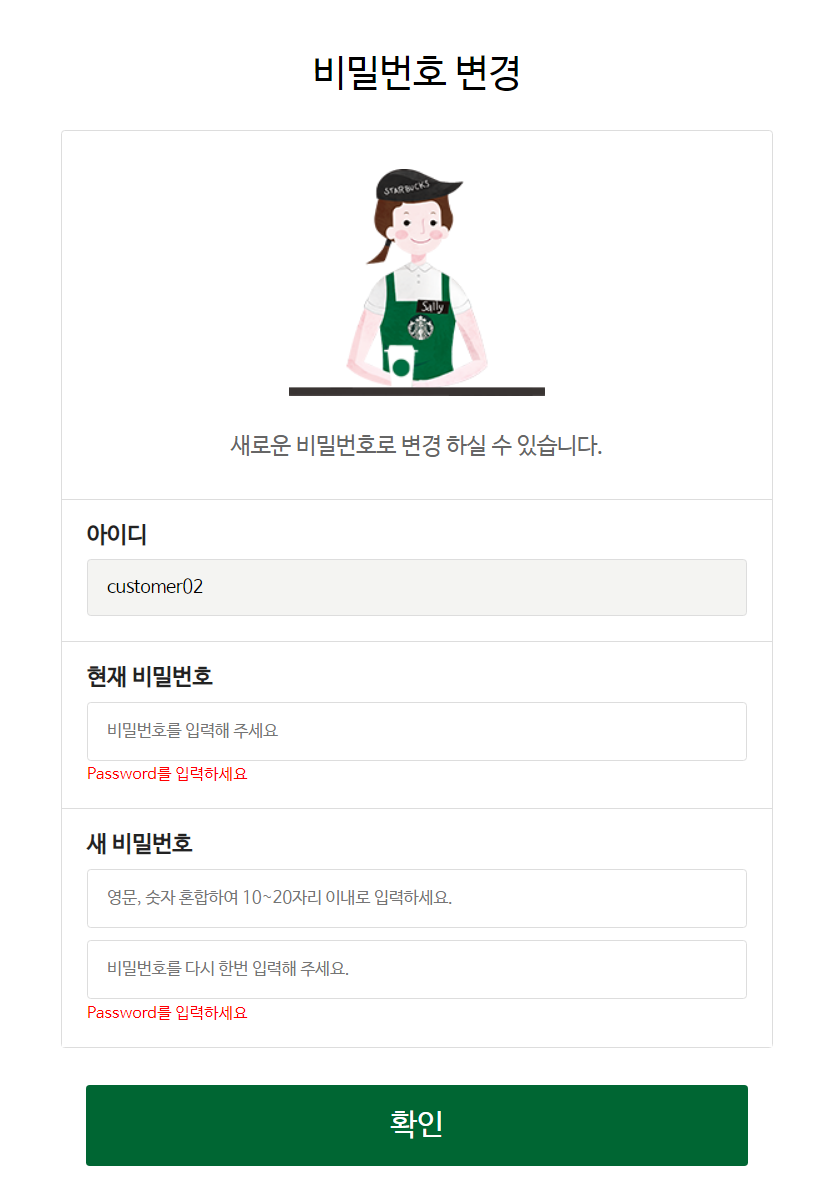 비밀번호 변경
STARBUCKS
Sally
새로운 비밀번호로 변경 하실 수 있습니다.
아이디
customer02
현재 비밀번호
비밀번호를 입력해 주세요
Password를 입력하세요
새 비밀번호
영문, 숫자 혼합하여 10~20자리 이내로 입력하세요.
비밀번호를 다시 한번 입력해 주세요.
Password를 입력하세요
확인